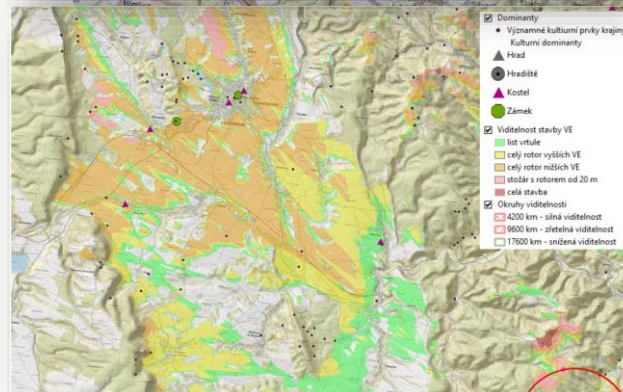 Dominanty
Významné kultiurní prvky krajiny
Kulturní dominanty
Hrad
Hradiště
Kostel
Zámek
Viditelnost stavby VE
list vrtule
celý rotor vyšších VE
celý rotor nižších VE
stožár s rotorem od 20 m
celá stavba
Okruhy viditelnosti
4200 km - silná viditelnost
9600 km - zřetelná viditelnost
17600 km - snížená viditelnost